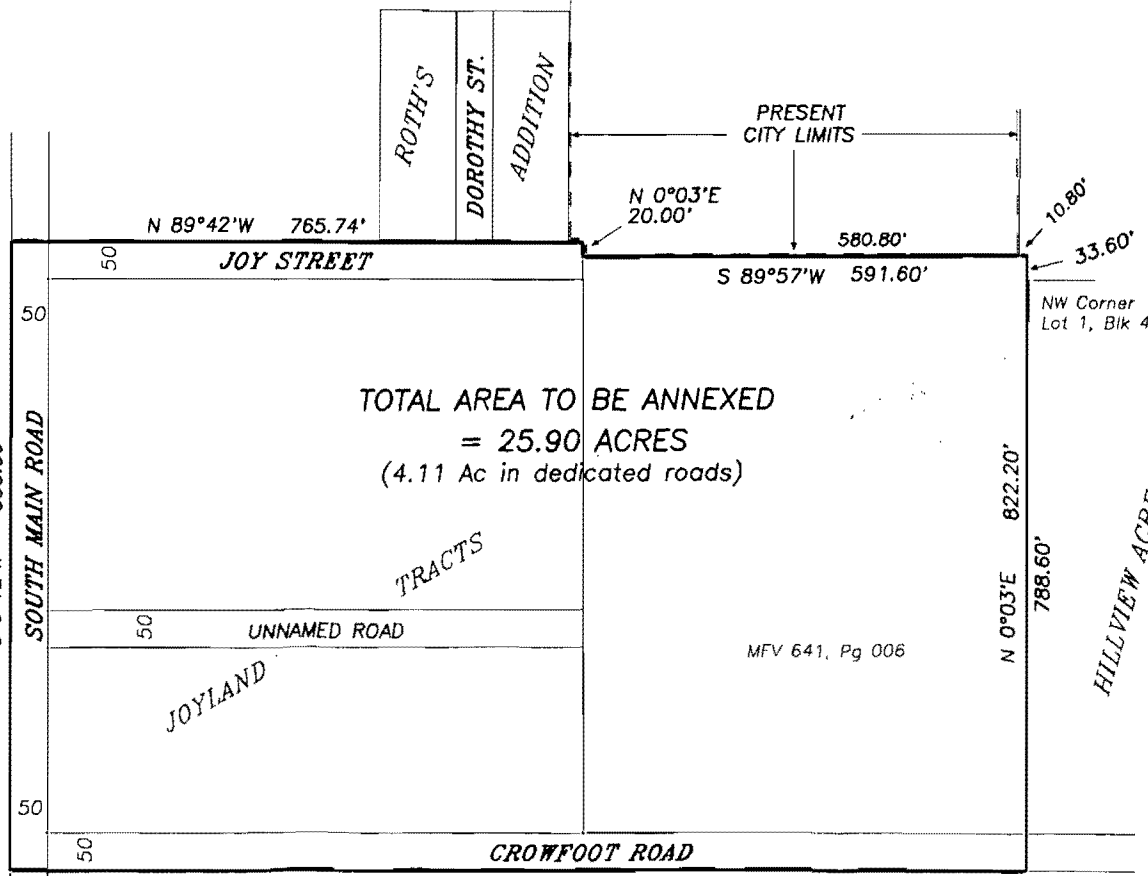 ROTH'S
DOROTHY ST.
ADDITION
PRESENT
CITY LIMITS
N 0°03'E
20.00'
10.80'
33.60'
N 89°42'W 765.74'
580.80'
S 89°57'W 591.60'
50
JOY STREET
NW Corner
Lot 1, Blk 4
50
TOTAL AREA TO BE ANNEXED
= 25.90 ACRES
(4.11 Ac in dedicated roads)
SOUTH MAIN ROAD
N 0°03'E 822.20'
788.60'
HILLVIEW ACRE
TRACTS
50
UNNAMED ROAD
MFV 641, Pg 006
JOYLAND
50
50
CROWFOOT ROAD